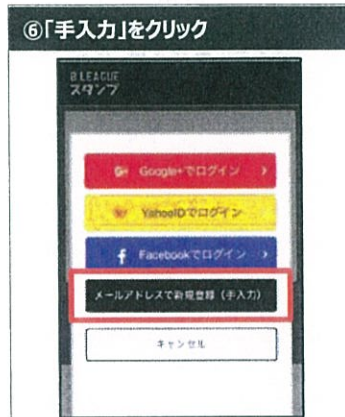 ⑥「手入力」をクリック
B.LEAGUE
スタンプ
G+ Google+でログイン >
YahooIDでログイン
f Facebookでログイン >
メールアドレスで新規登録（手入力）
キャンセル